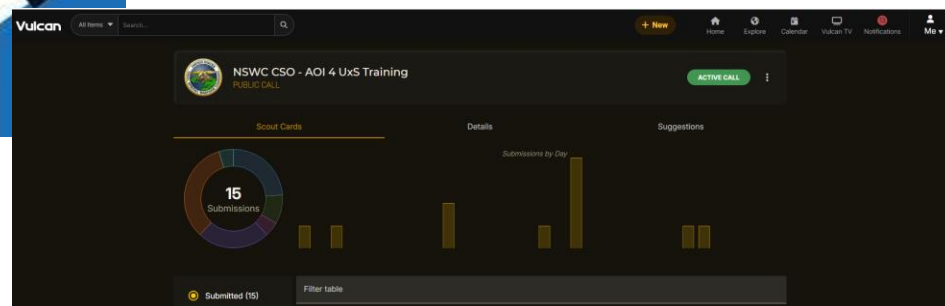 Vulcan
All Items
Search...
+ New
Home
Explore
Calendar
Vulcan TV
Notifications
Me
NSWC CSO - AOI 4 UxS Training
PUBLIC CALL
ACTIVE CALL
Scout Cards
Details
Suggestions
Submissions by Day
15
Submissions
Submitted (15)
Filter table